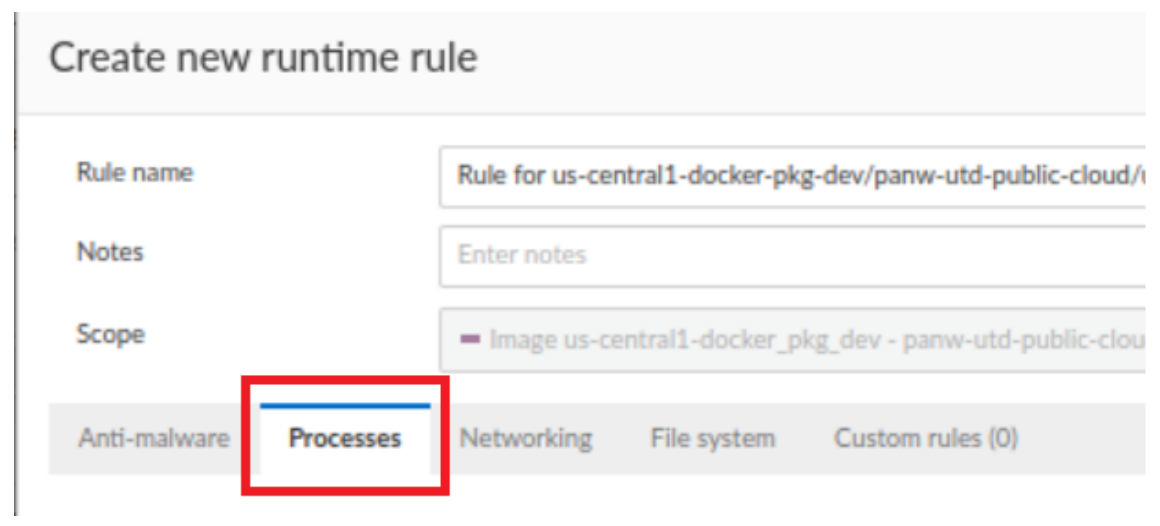 Create new runtime rule
Rule name
Rule for us-central1-docker-pkg-dev/panw-utd-public-cloud/
Notes
Enter notes
Scope
Image us-central1-docker_pkg_dev - panw-utd-public-clou
Anti-malware Processes Networking File system Custom rules (0)